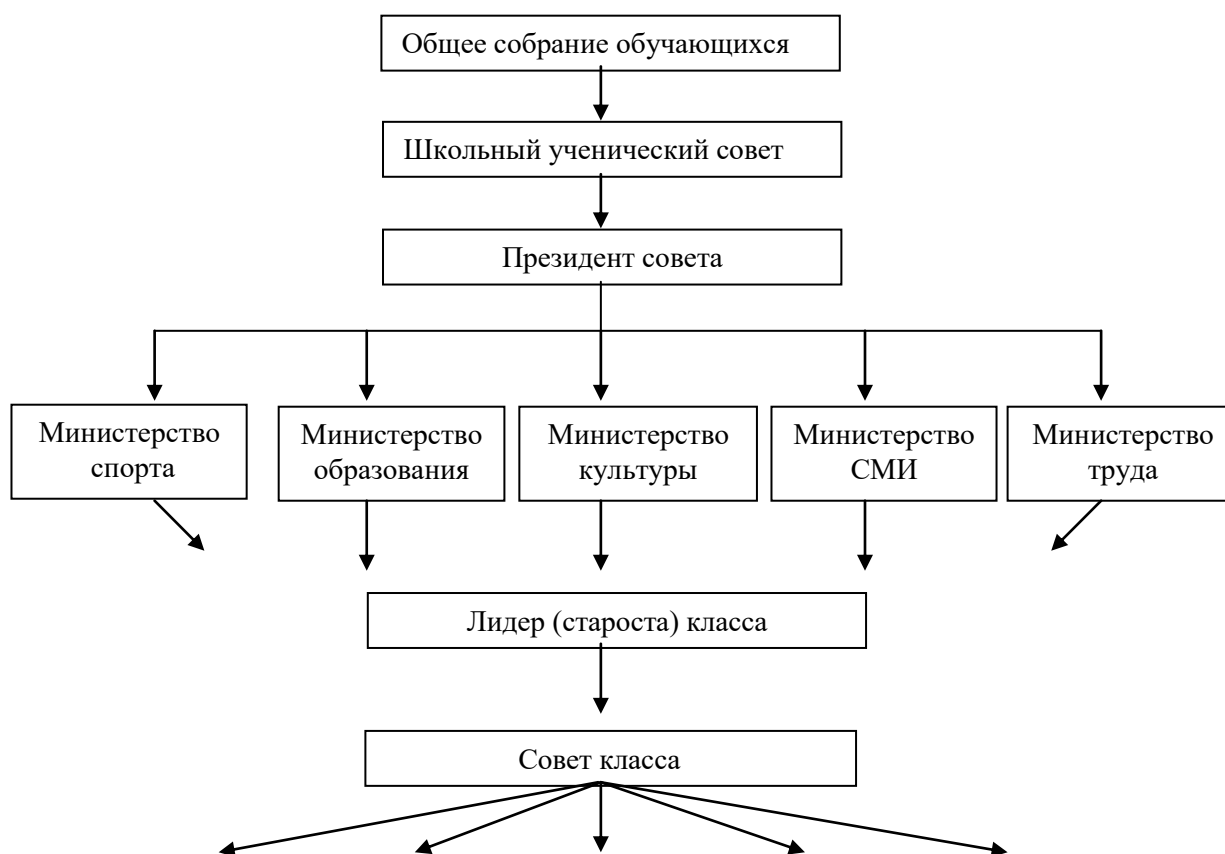 Общее собрание обучающихся
Школьный ученический совет
Президент совета
Министерство
спорта
Министерство
образования
Министерство
культуры
Министерство
СМИ
Министерство
труда
Лидер (староста) класса
Совет класса